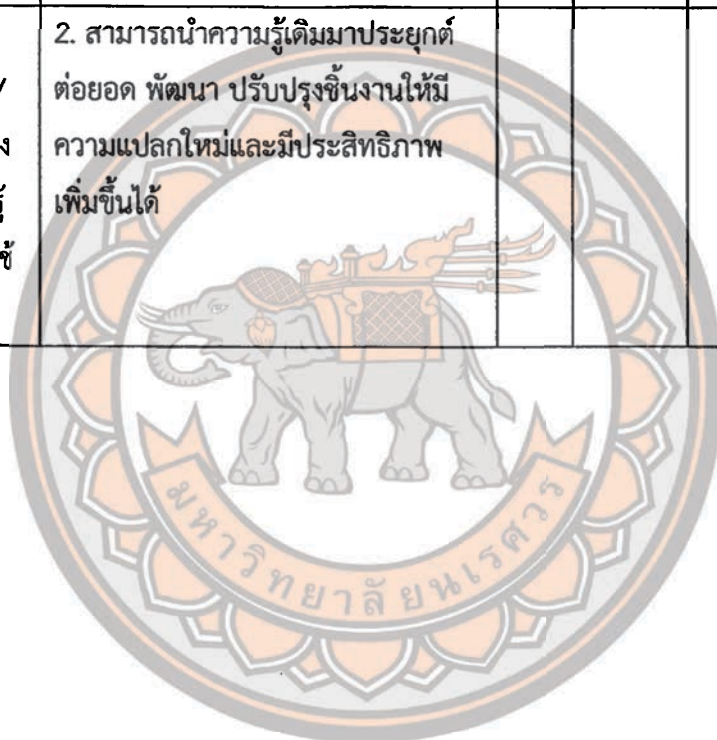 2. สามารถนำความรู้เดิมมาประยุกต์
ต่อยอด พัฒนา ปรับปรุงชิ้นงานให้มี
ความแปลกใหม่และมีประสิทธิภาพ
เพิ่มขึ้นได้
มหาวิทยาลัยนเรศวร